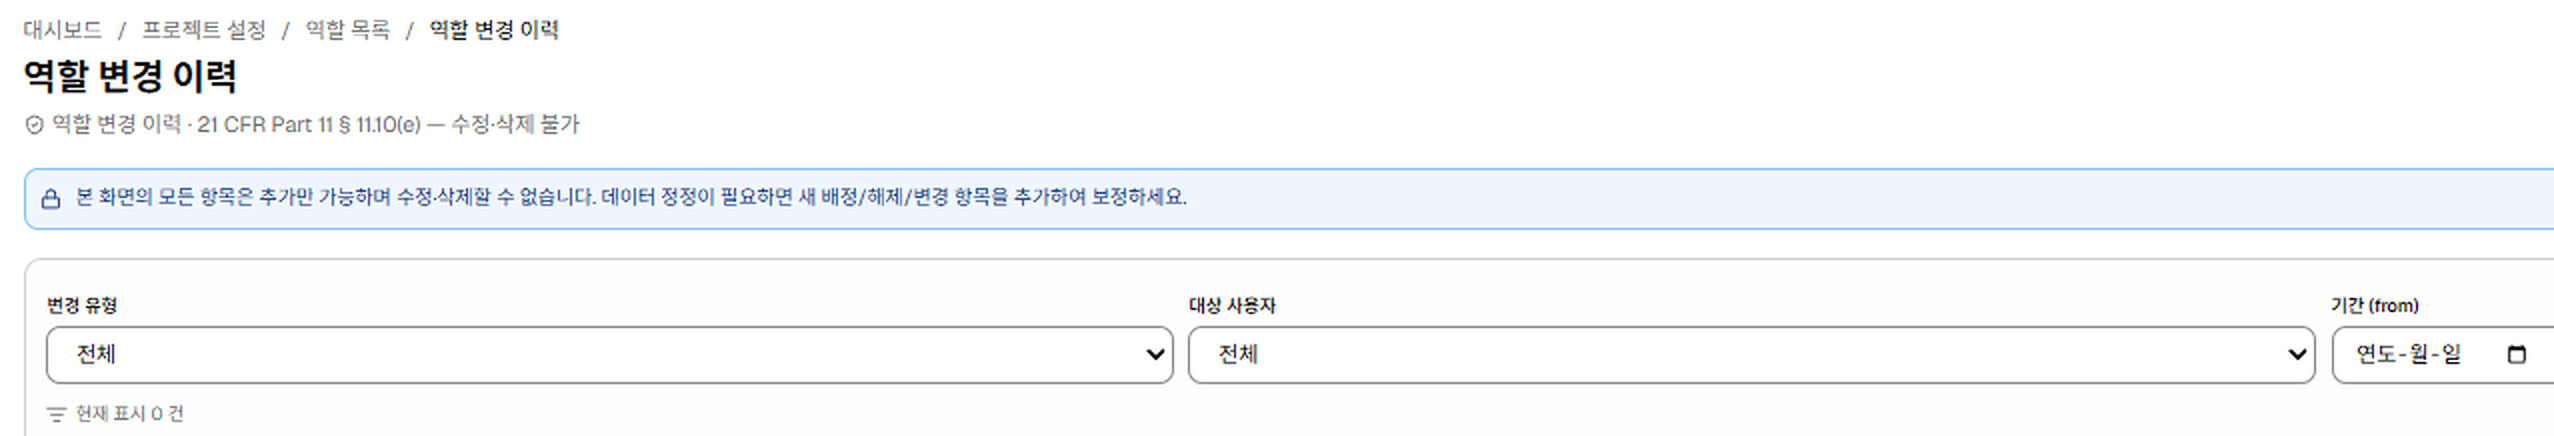 대시보드 / 프로젝트 설정 / 역할 목록 / 역할 변경 이력
역할 변경 이력
역할 변경 이력 · 21 CFR Part 11 § 11.10(e) — 수정·삭제 불가
본 화면의 모든 항목은 추가만 가능하며 수정·삭제할 수 없습니다. 데이터 정정이 필요하면 새 배정/해제/변경 항목을 추가하여 보정하세요.
변경 유형 대상 사용자 기간 (from)
전체 전체 연도-월-일
현재 표시 0 건